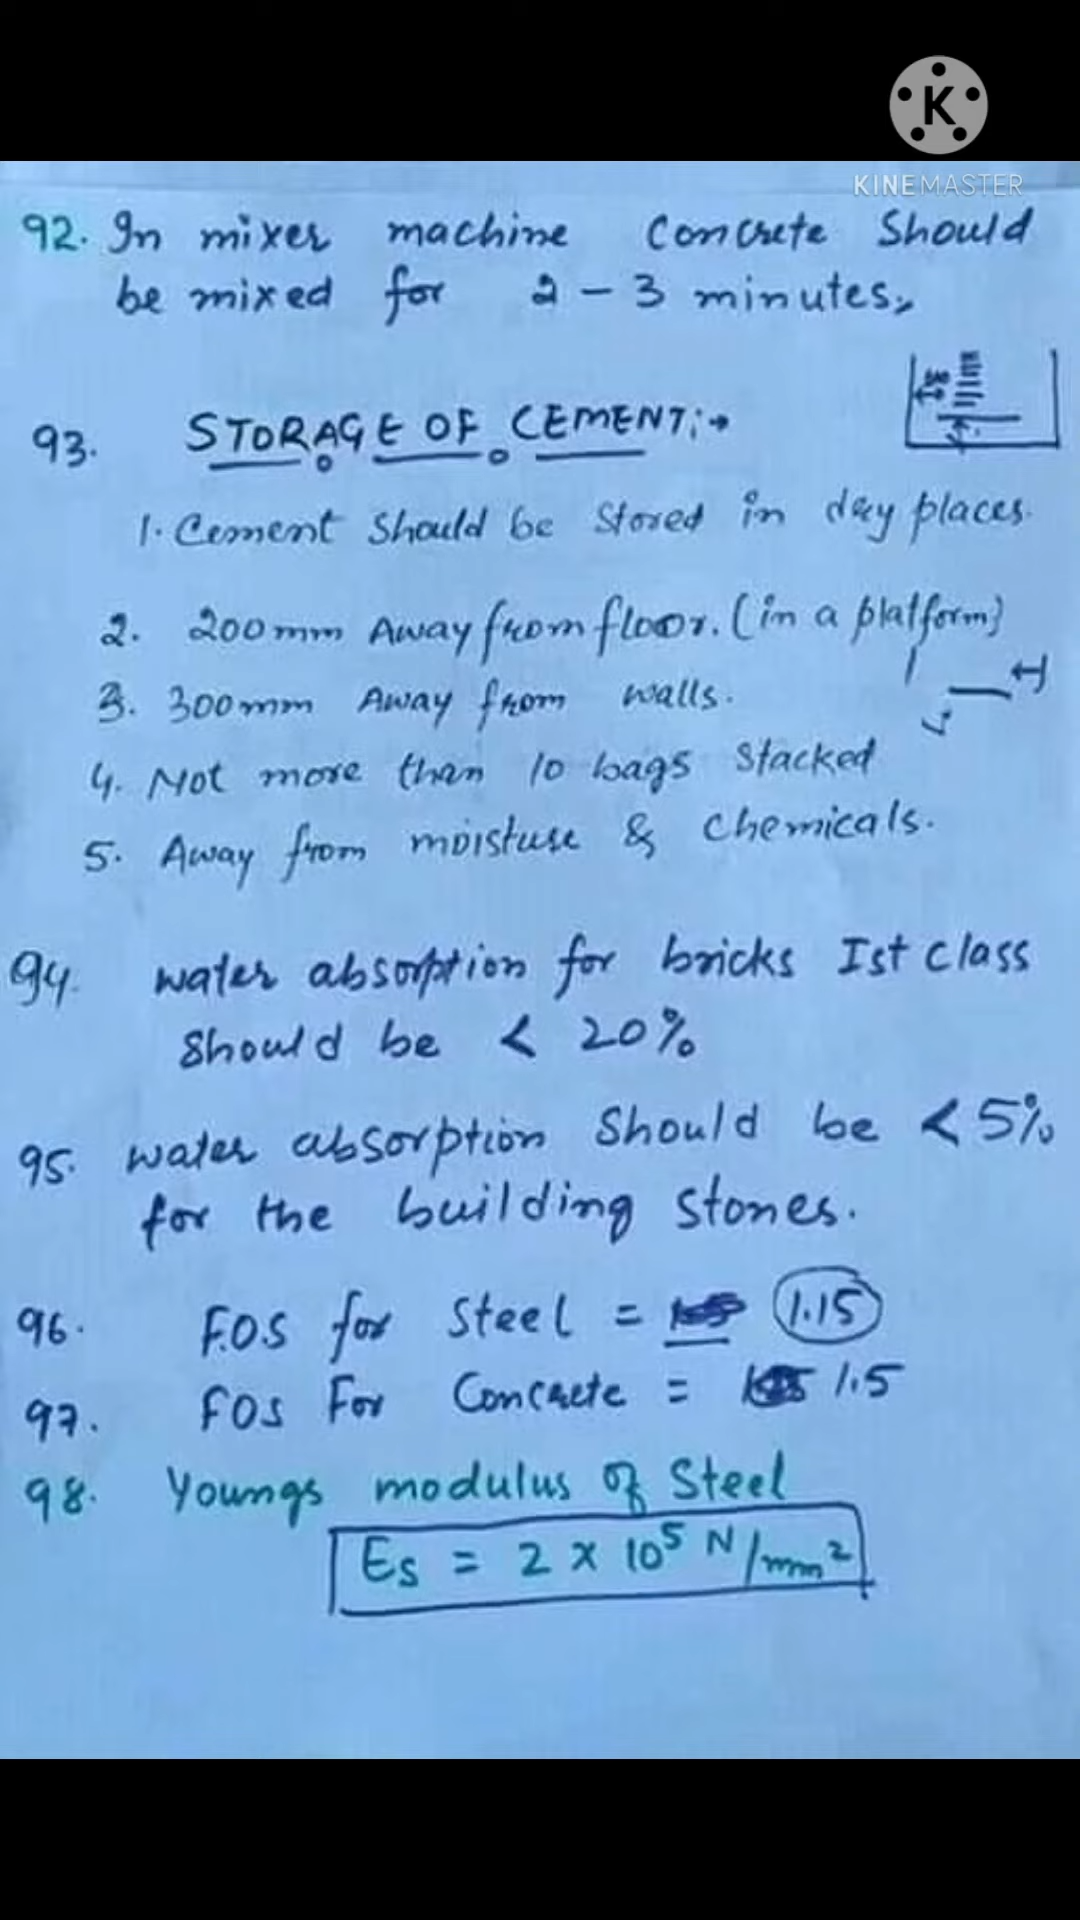 K
KINEMASTER
92. In mixer machine Concrete Should
be mixed for 2 - 3 minutes,
93. STORAGE OF CEMENT:→
1. Cement Should be Stored in dry places.
2. 200mm Away from floor. (in a platform)
3. 300mm Away from walls.
4. Not more than 10 bags Stacked
5. Away from moisture & Chemicals.
94. water absorption for bricks Ist class
Should be < 20%
95. water absorption Should be < 5%
for the building Stones.
96. F.O.S for Steel = 1.15
97. FOS For Concrete = 1.5
98. Youngs modulus of Steel
Es = 2 x 10⁵ N/mm²